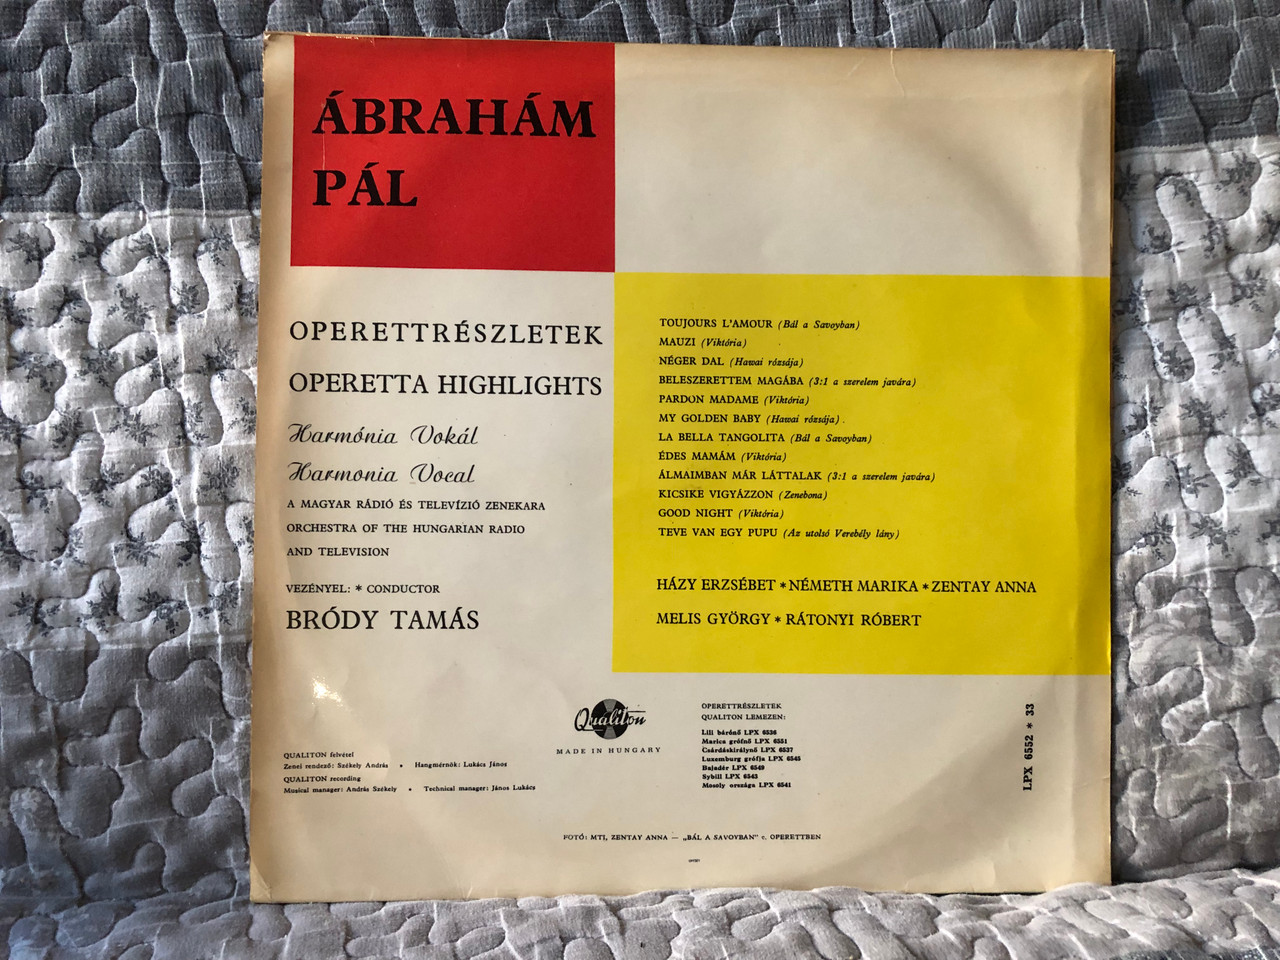 ÁBRAHÁM
PÁL
OPERETTRÉSZLETEK
OPERETTA HIGHLIGHTS
Harmónia Vokál
Harmonia Vocal
A MAGYAR RÁDIÓ ÉS TELEVÍZIÓ ZENEKARA
ORCHESTRA OF THE HUNGARIAN RADIO
AND TELEVISION
VEZÉNYEL: * CONDUCTOR
BRÓDY TAMÁS
TOUJOURS L'AMOUR (Bál a Savoyban)
MAUZI (Viktória)
NÉGER DAL (Hawai rózsája)
BELESZERETTEM MAGÁBA (3:1 a szerelem javára)
PARDON MADAME (Viktória)
MY GOLDEN BABY (Hawai rózsája)
LA BELLA TANGOLITA (Bál a Savoyban)
ÉDES MAMÁM (Viktória)
ÁLMAIMBAN MÁR LÁTTALAK (3:1 a szerelem javára)
KICSIKE VIGYÁZZON (Zenebona)
GOOD NIGHT (Viktória)
TEVE VAN EGY PUPU (Az utolsó Verebély lány)
HÁZY ERZSÉBET * NÉMETH MARIKA * ZENTAY ANNA
MELIS GYÖRGY * RÁTONYI RÓBERT
QUALITON felvétel
Zenei rendező: Székely András • Hangmérnök: Lukács János
QUALITON recording
Musical manager: András Székely • Technical manager: János Lukács
Qualiton
MADE IN HUNGARY
OPERETTRÉSZLETEK
QUALITON LEMEZEN:
Lili bárónő LPX 6536
Marica grófnő LPX 6551
Csárdáskirálynő LPX 6537
Luxemburg grófja LPX 6545
Bajadér LPX 6549
Sybill LPX 6543
Mosoly országa LPX 6541
LPX 6552 * 33
FOTÓ: MTI, ZENTAY ANNA — „BÁL A SAVOYBAN" c. OPERETTBEN